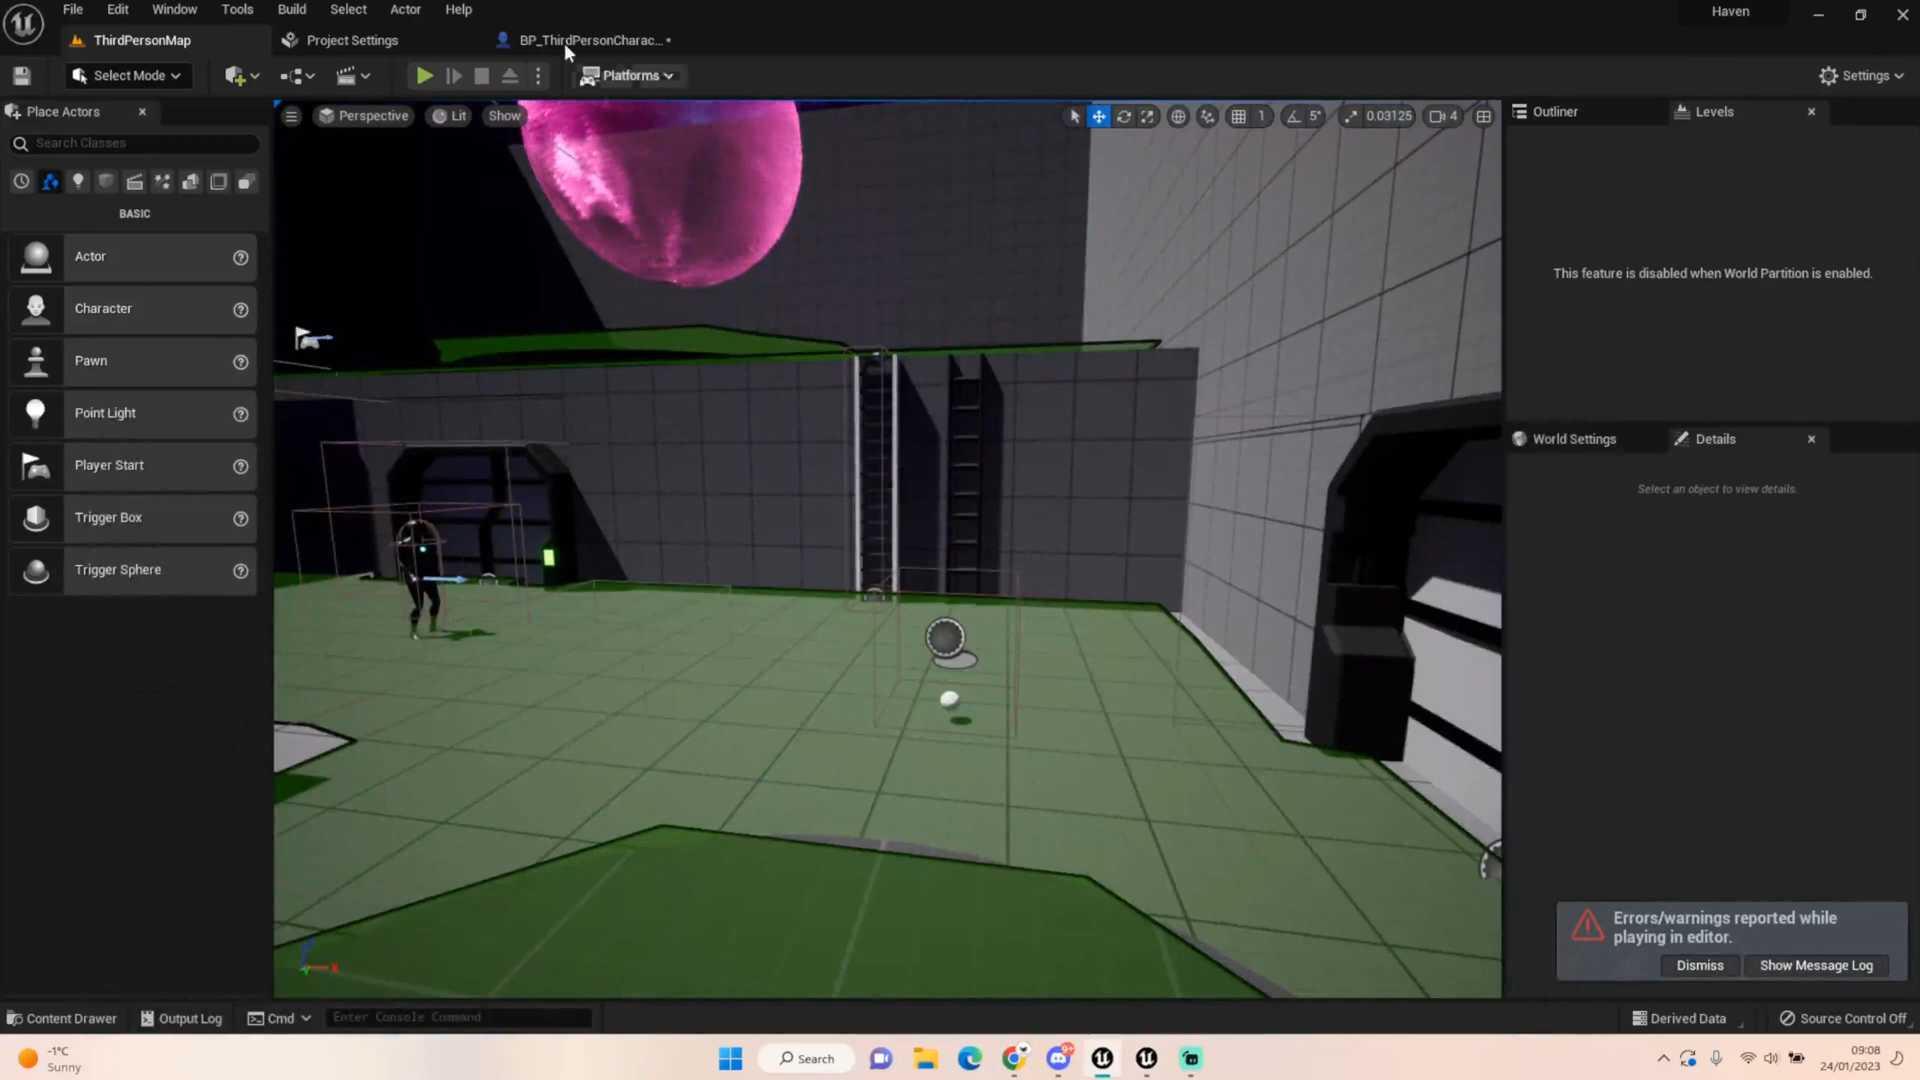 File Edit Window Tools Build Select Actor Help
Haven
ThirdPersonMap
Project Settings
BP_ThirdPersonCharac... •
Select Mode
Platforms
Settings
Place Actors
Search Classes
BASIC
Actor
Character
Pawn
Point Light
Player Start
Trigger Box
Trigger Sphere
Perspective
Lit
Show
1
5°
0.03125
4
Outliner
Levels
This feature is disabled when World Partition is enabled.
World Settings
Details
Select an object to view details.
Errors/warnings reported while
playing in editor.
Dismiss
Show Message Log
Content Drawer
Output Log
Cmd
Enter Console Command
Derived Data
Source Control Off
-1°C
Sunny
Search
9+
09:08
24/01/2023